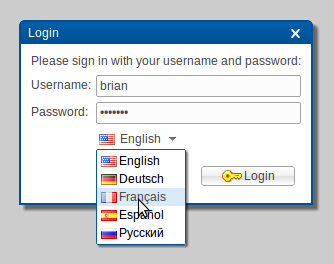 Login
Please sign in with your username and password:
Username: brian
Password: •••••••
English
English
Deutsch
Français
Español
Русский
Login